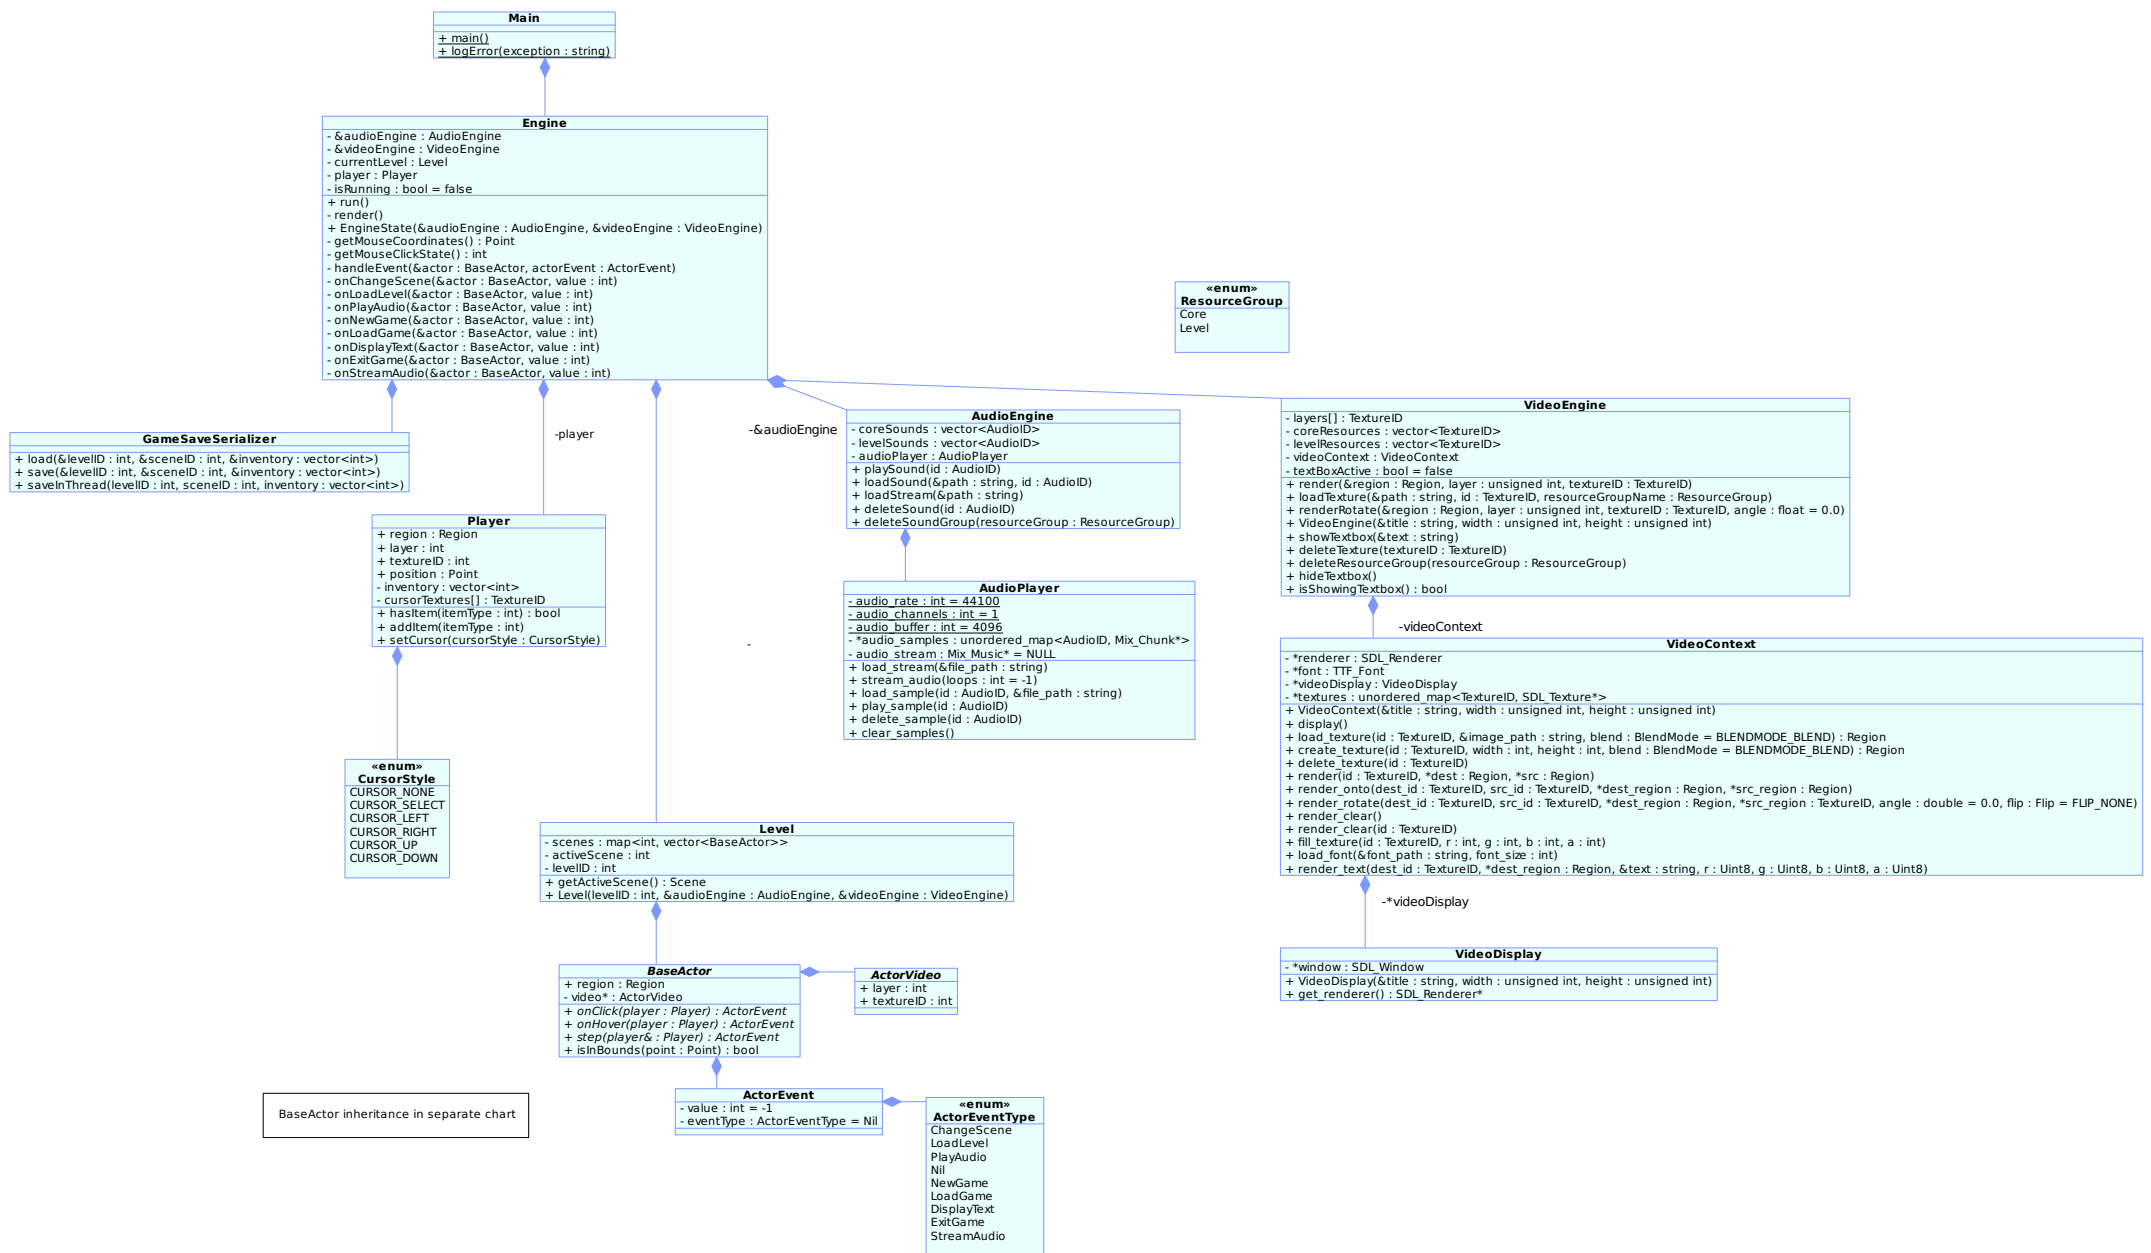 Main
+ main()
+ logError(exception : string)
Engine
- &audioEngine : AudioEngine
- &videoEngine : VideoEngine
- currentLevel : Level
- player : Player
- isRunning : bool = false
+ run()
- render()
+ EngineState(&audioEngine : AudioEngine, &videoEngine : VideoEngine)
- getMouseCoordinates() : Point
- getMouseClickState() : int
- handleEvent(&actor : BaseActor, actorEvent : ActorEvent)
- onChangeScene(&actor : BaseActor, value : int)
- onLoadLevel(&actor : BaseActor, value : int)
- onPlayAudio(&actor : BaseActor, value : int)
- onNewGame(&actor : BaseActor, value : int)
- onLoadGame(&actor : BaseActor, value : int)
- onDisplayText(&actor : BaseActor, value : int)
- onExitGame(&actor : BaseActor, value : int)
- onStreamAudio(&actor : BaseActor, value : int)
«enum»
ResourceGroup
Core
Level
GameSaveSerializer
+ load(&levelID : int, &sceneID : int, &inventory : vector<int>)
+ save(&levelID : int, &sceneID : int, &inventory : vector<int>)
+ saveInThread(levelID : int, sceneID : int, inventory : vector<int>)
-player
Player
+ region : Region
+ layer : int
+ textureID : int
+ position : Point
- inventory : vector<int>
- cursorTextures[] : TextureID
+ hasItem(itemType : int) : bool
+ addItem(itemType : int)
+ setCursor(cursorStyle : CursorStyle)
«enum»
CursorStyle
CURSOR_NONE
CURSOR_SELECT
CURSOR_LEFT
CURSOR_RIGHT
CURSOR_UP
CURSOR_DOWN
-&audioEngine
AudioEngine
- coreSounds : vector<AudioID>
- levelSounds : vector<AudioID>
- audioPlayer : AudioPlayer
+ playSound(id : AudioID)
+ loadSound(&path : string, id : AudioID)
+ loadStream(&path : string)
+ deleteSound(id : AudioID)
+ deleteSoundGroup(resourceGroup : ResourceGroup)
AudioPlayer
- audio_rate : int = 44100
- audio_channels : int = 1
- audio_buffer : int = 4096
- *audio_samples : unordered_map<AudioID, Mix_Chunk*>
- audio_stream : Mix_Music* = NULL
+ load_stream(&file_path : string)
+ stream_audio(loops : int = -1)
+ load_sample(id : AudioID, &file_path : string)
+ play_sample(id : AudioID)
+ delete_sample(id : AudioID)
+ clear_samples()
-
VideoEngine
- layers[] : TextureID
- coreResources : vector<TextureID>
- levelResources : vector<TextureID>
- videoContext : VideoContext
- textBoxActive : bool = false
+ render(&region : Region, layer : unsigned int, textureID : TextureID)
+ loadTexture(&path : string, id : TextureID, resourceGroupName : ResourceGroup)
+ renderRotate(&region : Region, layer : unsigned int, textureID : TextureID, angle : float = 0.0)
+ VideoEngine(&title : string, width : unsigned int, height : unsigned int)
+ showTextbox(&text : string)
+ deleteTexture(textureID : TextureID)
+ deleteResourceGroup(resourceGroup : ResourceGroup)
+ hideTextbox()
+ isShowingTextbox() : bool
-videoContext
VideoContext
- *renderer : SDL_Renderer
- *font : TTF_Font
- *videoDisplay : VideoDisplay
- *textures : unordered_map<TextureID, SDL_Texture*>
+ VideoContext(&title : string, width : unsigned int, height : unsigned int)
+ display()
+ load_texture(id : TextureID, &image_path : string, blend : BlendMode = BLENDMODE_BLEND) : Region
+ create_texture(id : TextureID, width : int, height : int, blend : BlendMode = BLENDMODE_BLEND) : Region
+ delete_texture(id : TextureID)
+ render(id : TextureID, *dest : Region, *src : Region)
+ render_onto(dest_id : TextureID, src_id : TextureID, *dest_region : Region, *src_region : Region)
+ render_rotate(dest_id : TextureID, src_id : TextureID, *dest_region : Region, *src_region : TextureID, angle : double = 0.0, flip : Flip = FLIP_NONE)
+ render_clear()
+ render_clear(id : TextureID)
+ fill_texture(id : TextureID, r : int, g : int, b : int, a : int)
+ load_font(&font_path : string, font_size : int)
+ render_text(dest_id : TextureID, *dest_region : Region, &text : string, r : Uint8, g : Uint8, b : Uint8, a : Uint8)
-*videoDisplay
VideoDisplay
- *window : SDL_Window
+ VideoDisplay(&title : string, width : unsigned int, height : unsigned int)
+ get_renderer() : SDL_Renderer*
Level
- scenes : map<int, vector<BaseActor>>
- activeScene : int
- levelID : int
+ getActiveScene() : Scene
+ Level(levelID : int, &audioEngine : AudioEngine, &videoEngine : VideoEngine)
BaseActor
+ region : Region
- video* : ActorVideo
+ onClick(player : Player) : ActorEvent
+ onHover(player : Player) : ActorEvent
+ step(player& : Player) : ActorEvent
+ isInBounds(point : Point) : bool
ActorVideo
+ layer : int
+ textureID : int
ActorEvent
- value : int = -1
- eventType : ActorEventType = Nil
«enum»
ActorEventType
ChangeScene
LoadLevel
PlayAudio
Nil
NewGame
LoadGame
DisplayText
ExitGame
StreamAudio
BaseActor inheritance in separate chart